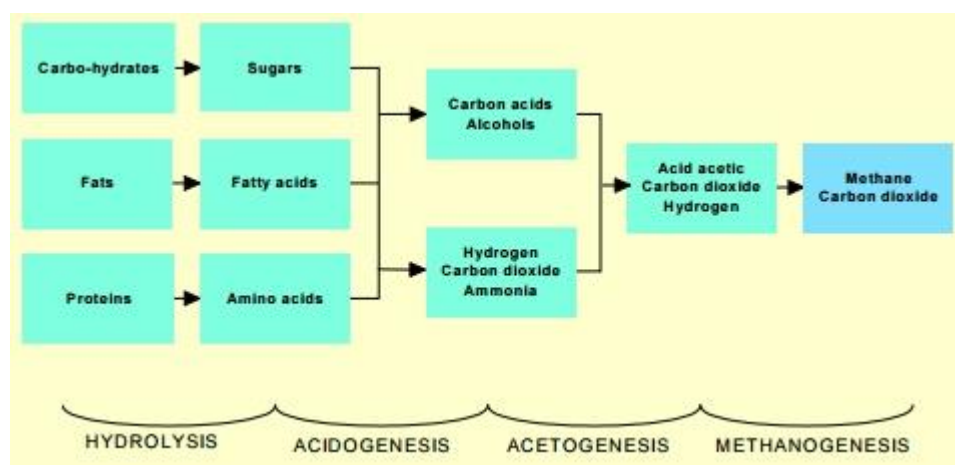 Carbo-hydrates
Sugars
Carbon acids
Alcohols
Fats
Fatty acids
Acid acetic
Carbon dioxide
Hydrogen
Methane
Carbon dioxide
Hydrogen
Carbon dioxide
Ammonia
Proteins
Amino acids
HYDROLYSIS
ACIDOGENESIS
ACETOGENESIS
METHANOGENESIS